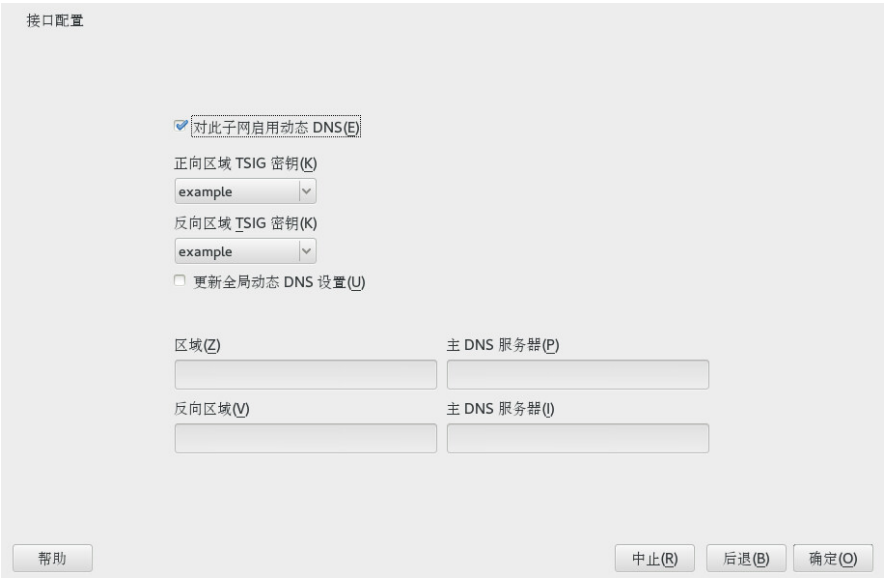 接口配置
对此子网启用动态 DNS(E)
正向区域 TSIG 密钥(K)
example
反向区域 TSIG 密钥(K)
example
更新全局动态 DNS 设置(U)
区域(Z) 主 DNS 服务器(P)
反向区域(V) 主 DNS 服务器(I)
帮助 中止(R) 后退(B) 确定(O)